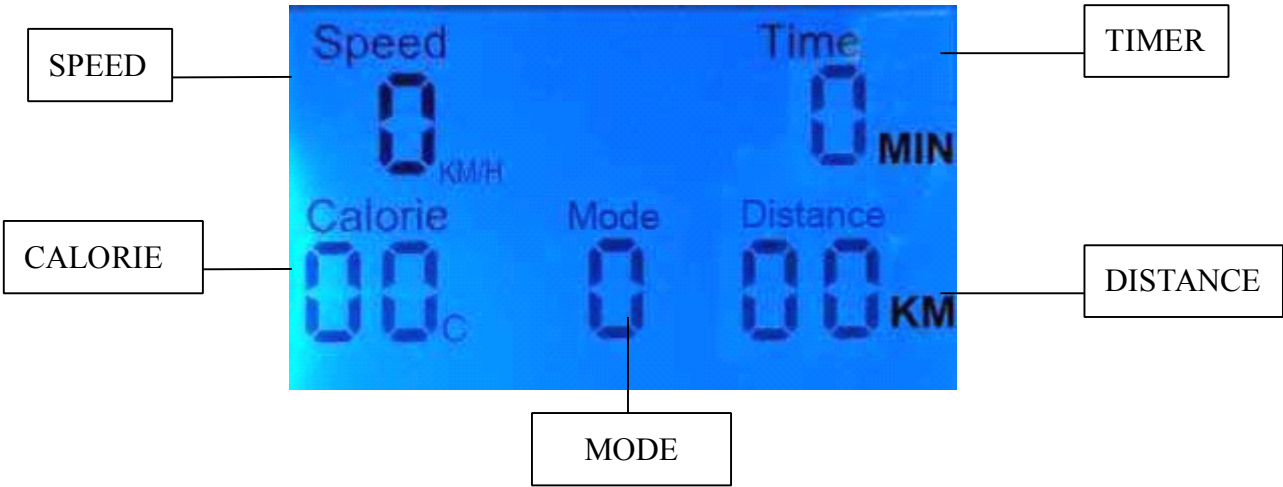 SPEED
Speed
0
KM/H
Time
0 MIN
TIMER
CALORIE
Calorie
00 C
Mode
0
Distance
00 KM
DISTANCE
MODE